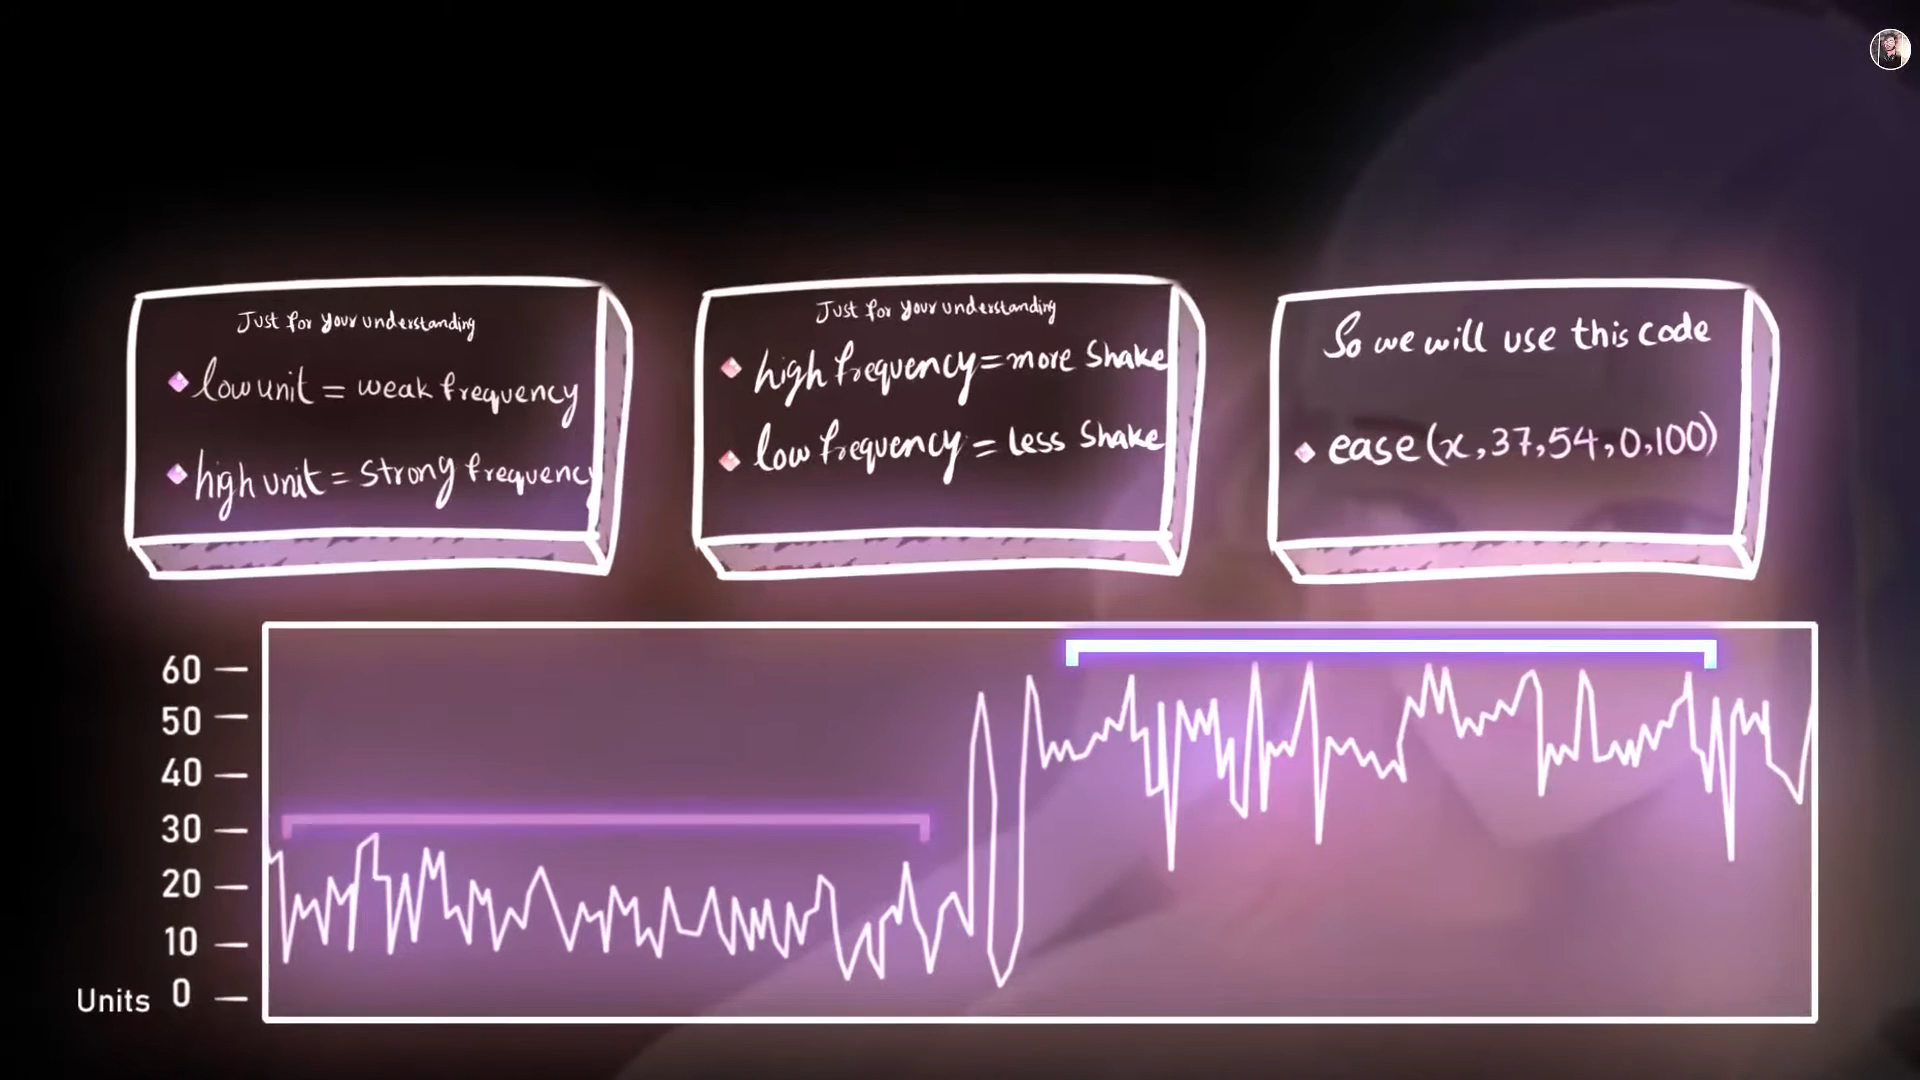 Just for your understanding
low unit = weak frequency
high unit = strong frequency
Just for your understanding
high frequency = more shake
low frequency = less shake
So we will use this code
ease(x,37,54,0,100)
60
50
40
30
20
10
Units 0